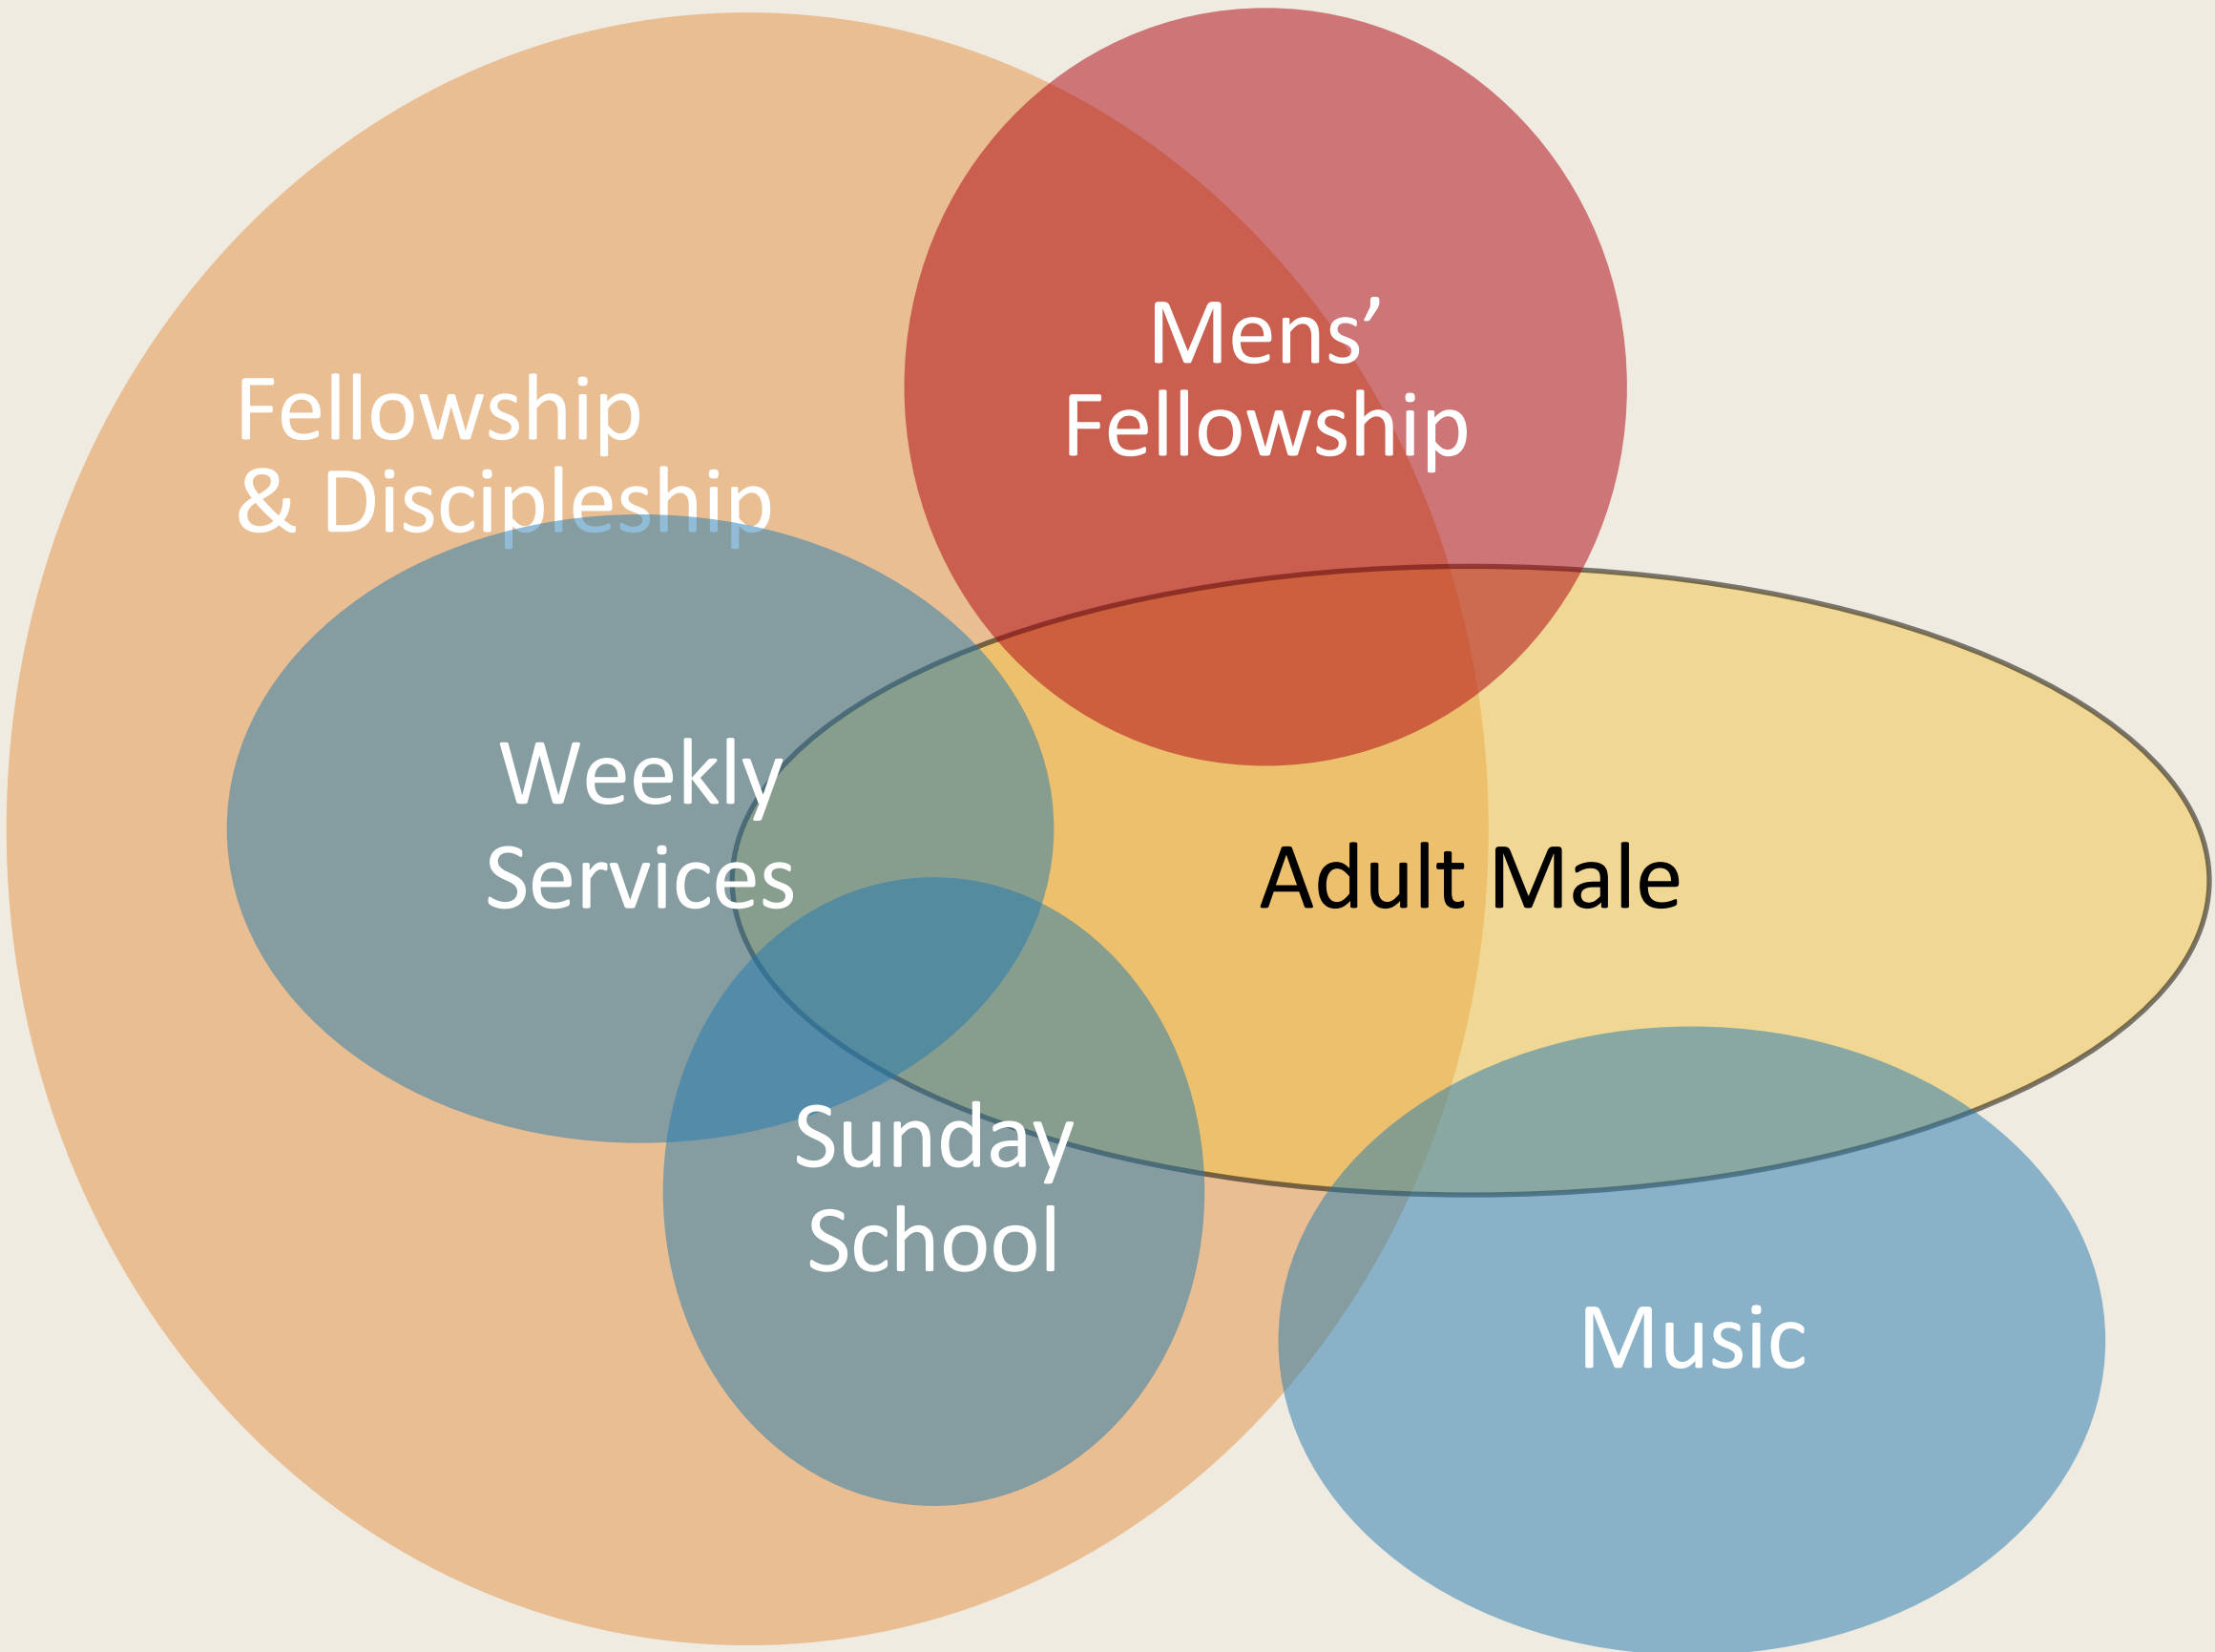 Fellowship
& Discipleship
Mens’
Fellowship
Weekly
Services
Adult Male
Sunday
School
Music